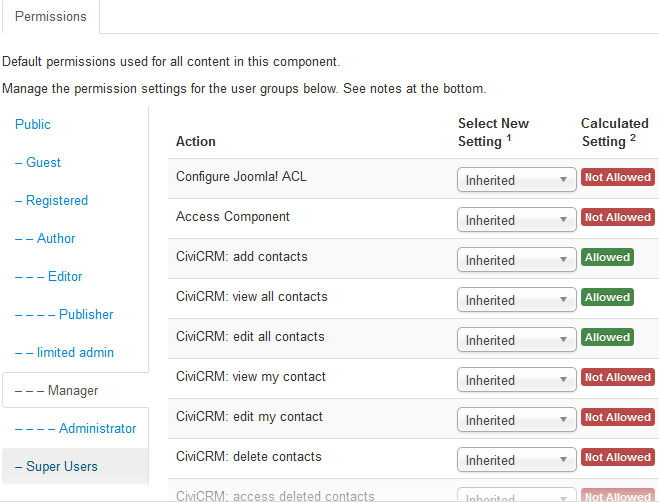 Permissions
Default permissions used for all content in this component.
Manage the permission settings for the user groups below. See notes at the bottom.
Public
– Guest
– Registered
– – Author
– – – Editor
– – – – Publisher
– – limited admin
– – – Manager
– – – – Administrator
– Super Users
Action
Select New Setting 1
Calculated Setting 2
Configure Joomla! ACL Inherited Not Allowed
Access Component Inherited Not Allowed
CiviCRM: add contacts Inherited Allowed
CiviCRM: view all contacts Inherited Allowed
CiviCRM: edit all contacts Inherited Allowed
CiviCRM: view my contact Inherited Not Allowed
CiviCRM: edit my contact Inherited Not Allowed
CiviCRM: delete contacts Inherited Not Allowed
CiviCRM: access deleted contacts Inherited Not Allowed